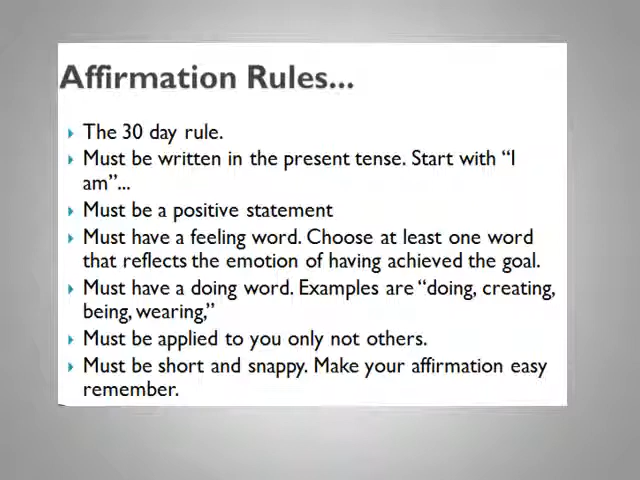 Affirmation Rules...
The 30 day rule.
Must be written in the present tense. Start with “I
am”...
Must be a positive statement
Must have a feeling word. Choose at least one word
that reflects the emotion of having achieved the goal.
Must have a doing word. Examples are “doing, creating,
being, wearing,”
Must be applied to you only not others.
Must be short and snappy. Make your affirmation easy
remember.